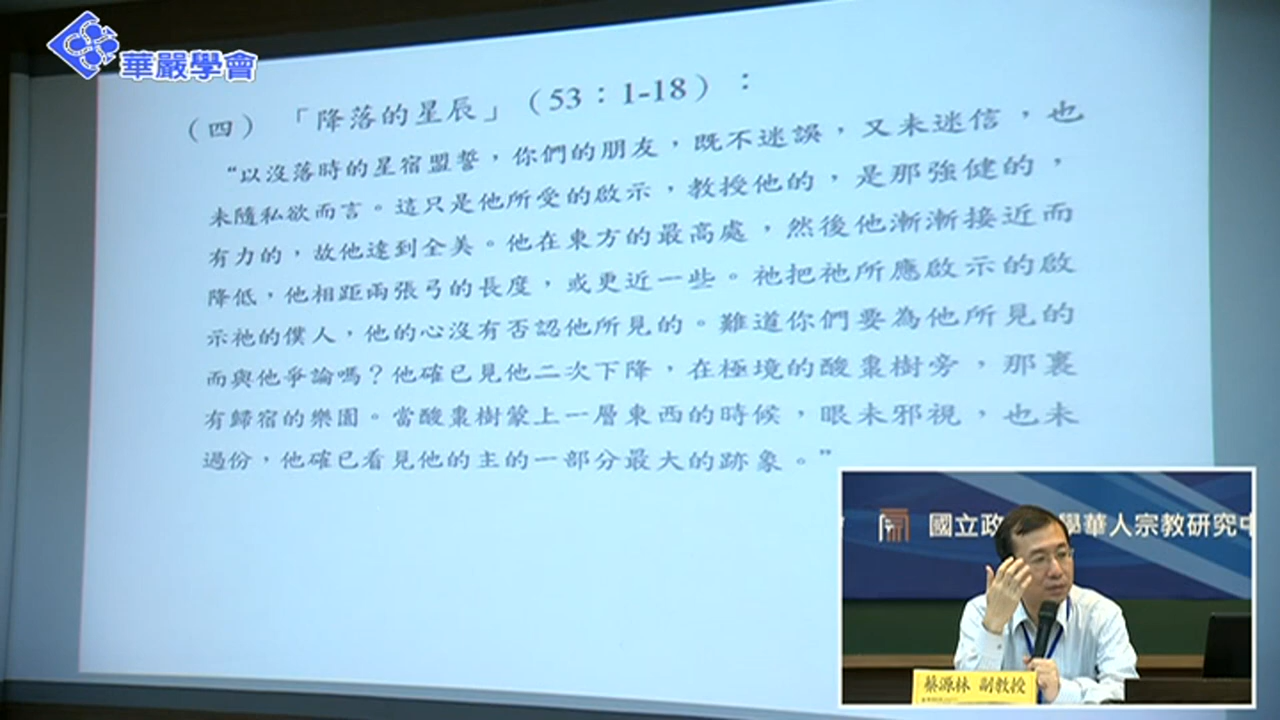 華嚴學會
（四）「降落的星辰」（53：1-18）：
“以沒落時的星宿盟誓，你們的朋友，既不迷誤，又未迷信，也
未隨私欲而言。這只是他所受的啟示，教授他的，是那強健的，
有力的，故他達到全美。他在東方的最高處，然後他漸漸接近而
降低，他相距兩張弓的長度，或更近一些。祂把祂所應啟示的啟
示祂的僕人，他的心沒有否認他所見的。難道你們要為他所見的
而與他爭論嗎？他確已見他二次下降，在極境的酸棗樹旁，那裏
有歸宿的樂園。當酸棗樹蒙上一層東西的時候，眼未邪視，也未
過份，他確已看見他的主的一部分最大的跡象。”
國立政 學華人宗教研究中
蔡源林 副教授